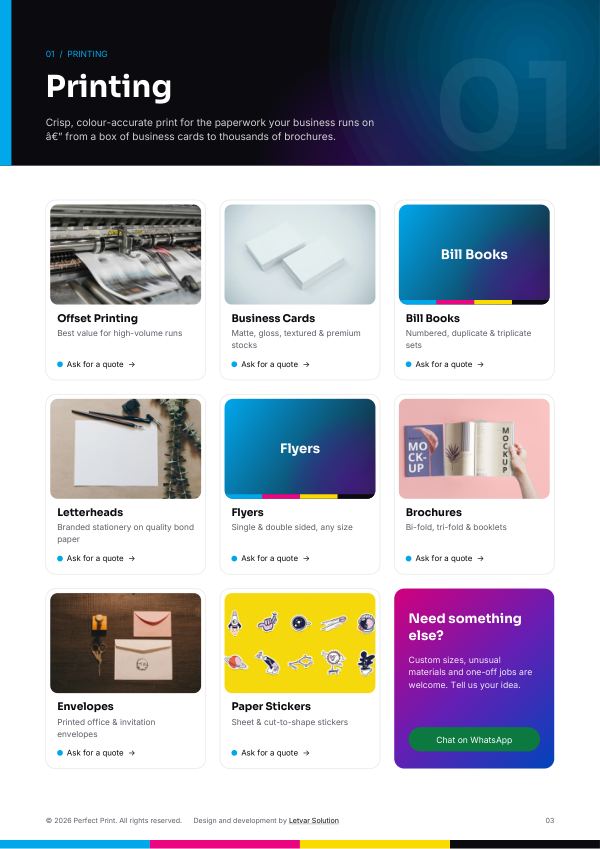 01 / PRINTING
Printing
01
Crisp, colour-accurate print for the paperwork your business runs on
â€” from a box of business cards to thousands of brochures.
Offset Printing
Best value for high-volume runs
Ask for a quote →
Business Cards
Matte, gloss, textured & premium
stocks
Ask for a quote →
Bill Books
Bill Books
Numbered, duplicate & triplicate
sets
Ask for a quote →
Letterheads
Branded stationery on quality bond
paper
Ask for a quote →
Flyers
Flyers
Single & double sided, any size
Ask for a quote →
MO
CK-
UP
MOCKUP
Brochures
Bi-fold, tri-fold & booklets
Ask for a quote →
Envelopes
Printed office & invitation
envelopes
Ask for a quote →
Paper Stickers
Sheet & cut-to-shape stickers
Ask for a quote →
Need something
else?
Custom sizes, unusual
materials and one-off jobs are
welcome. Tell us your idea.
Chat on WhatsApp
© 2026 Perfect Print. All rights reserved. Design and development by Letvar Solution
03